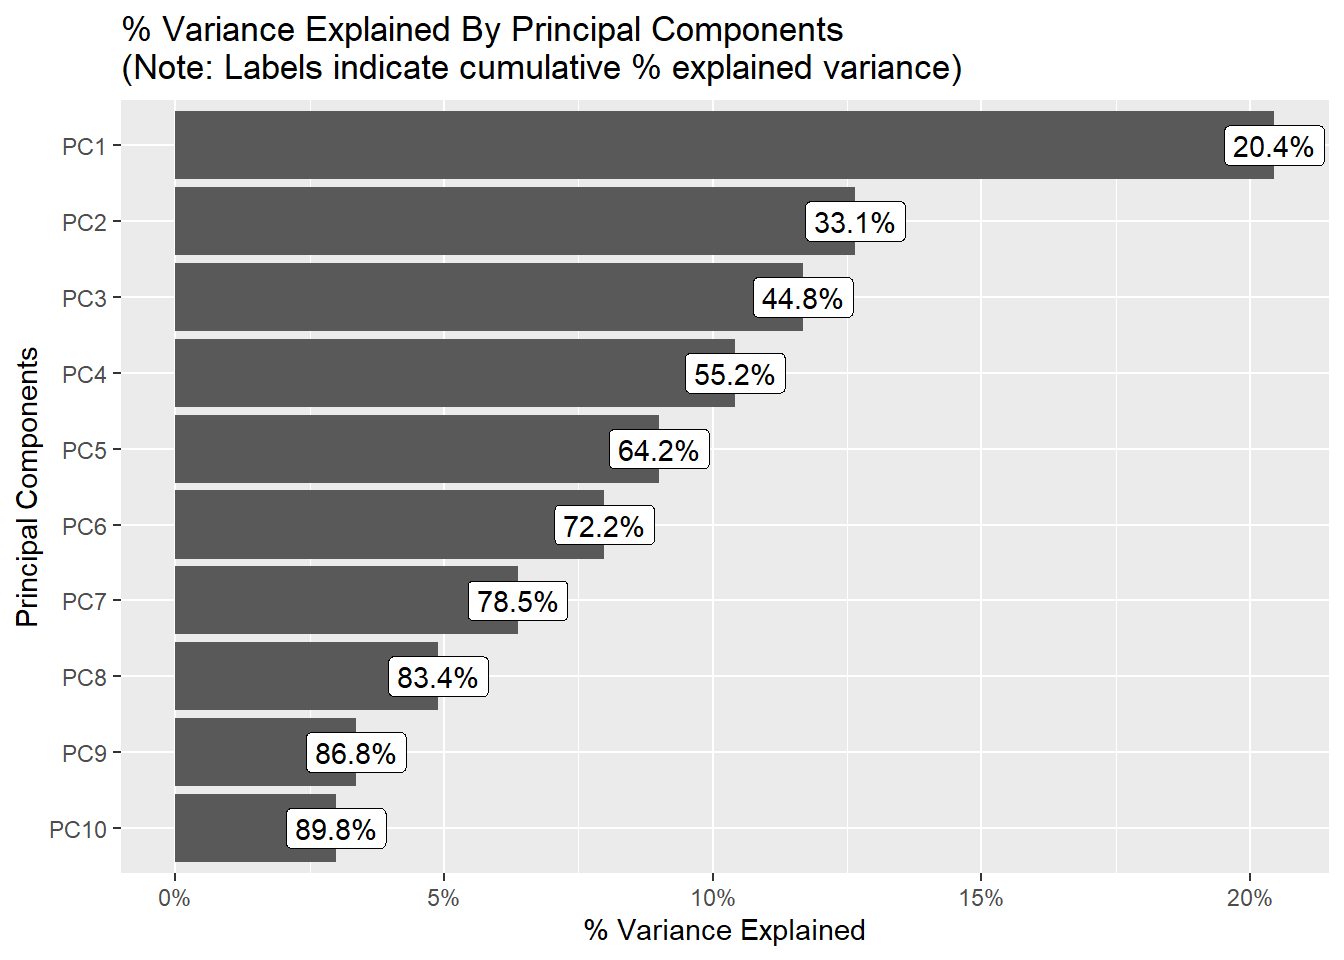 % Variance Explained By Principal Components
(Note: Labels indicate cumulative % explained variance)
PC1
20.4%
PC2
33.1%
PC3
44.8%
PC4
55.2%
PC5
64.2%
PC6
72.2%
PC7
78.5%
PC8
83.4%
PC9
86.8%
PC10
89.8%
Principal Components
0%
5%
10%
15%
20%
% Variance Explained